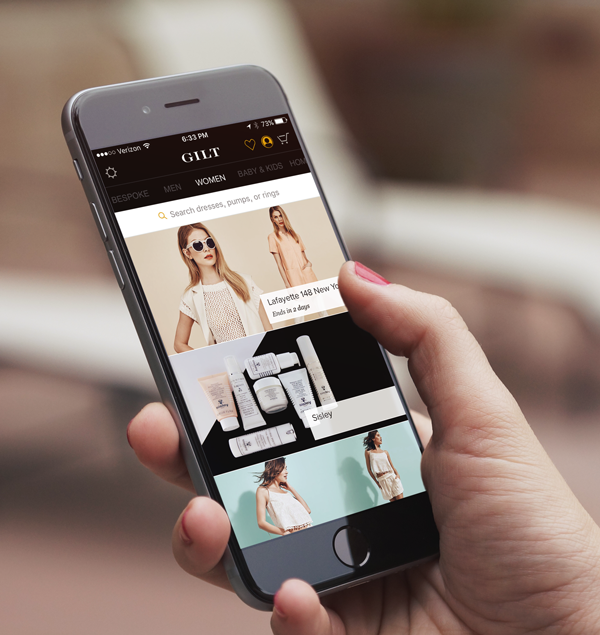 ●●●○○ Verizon 6:33 PM 73%
GILT
BESPOKE MEN WOMEN BABY & KIDS HOM
Search dresses, pumps, or rings
Lafayette 148 New Yo
Ends in 2 days
Sisley